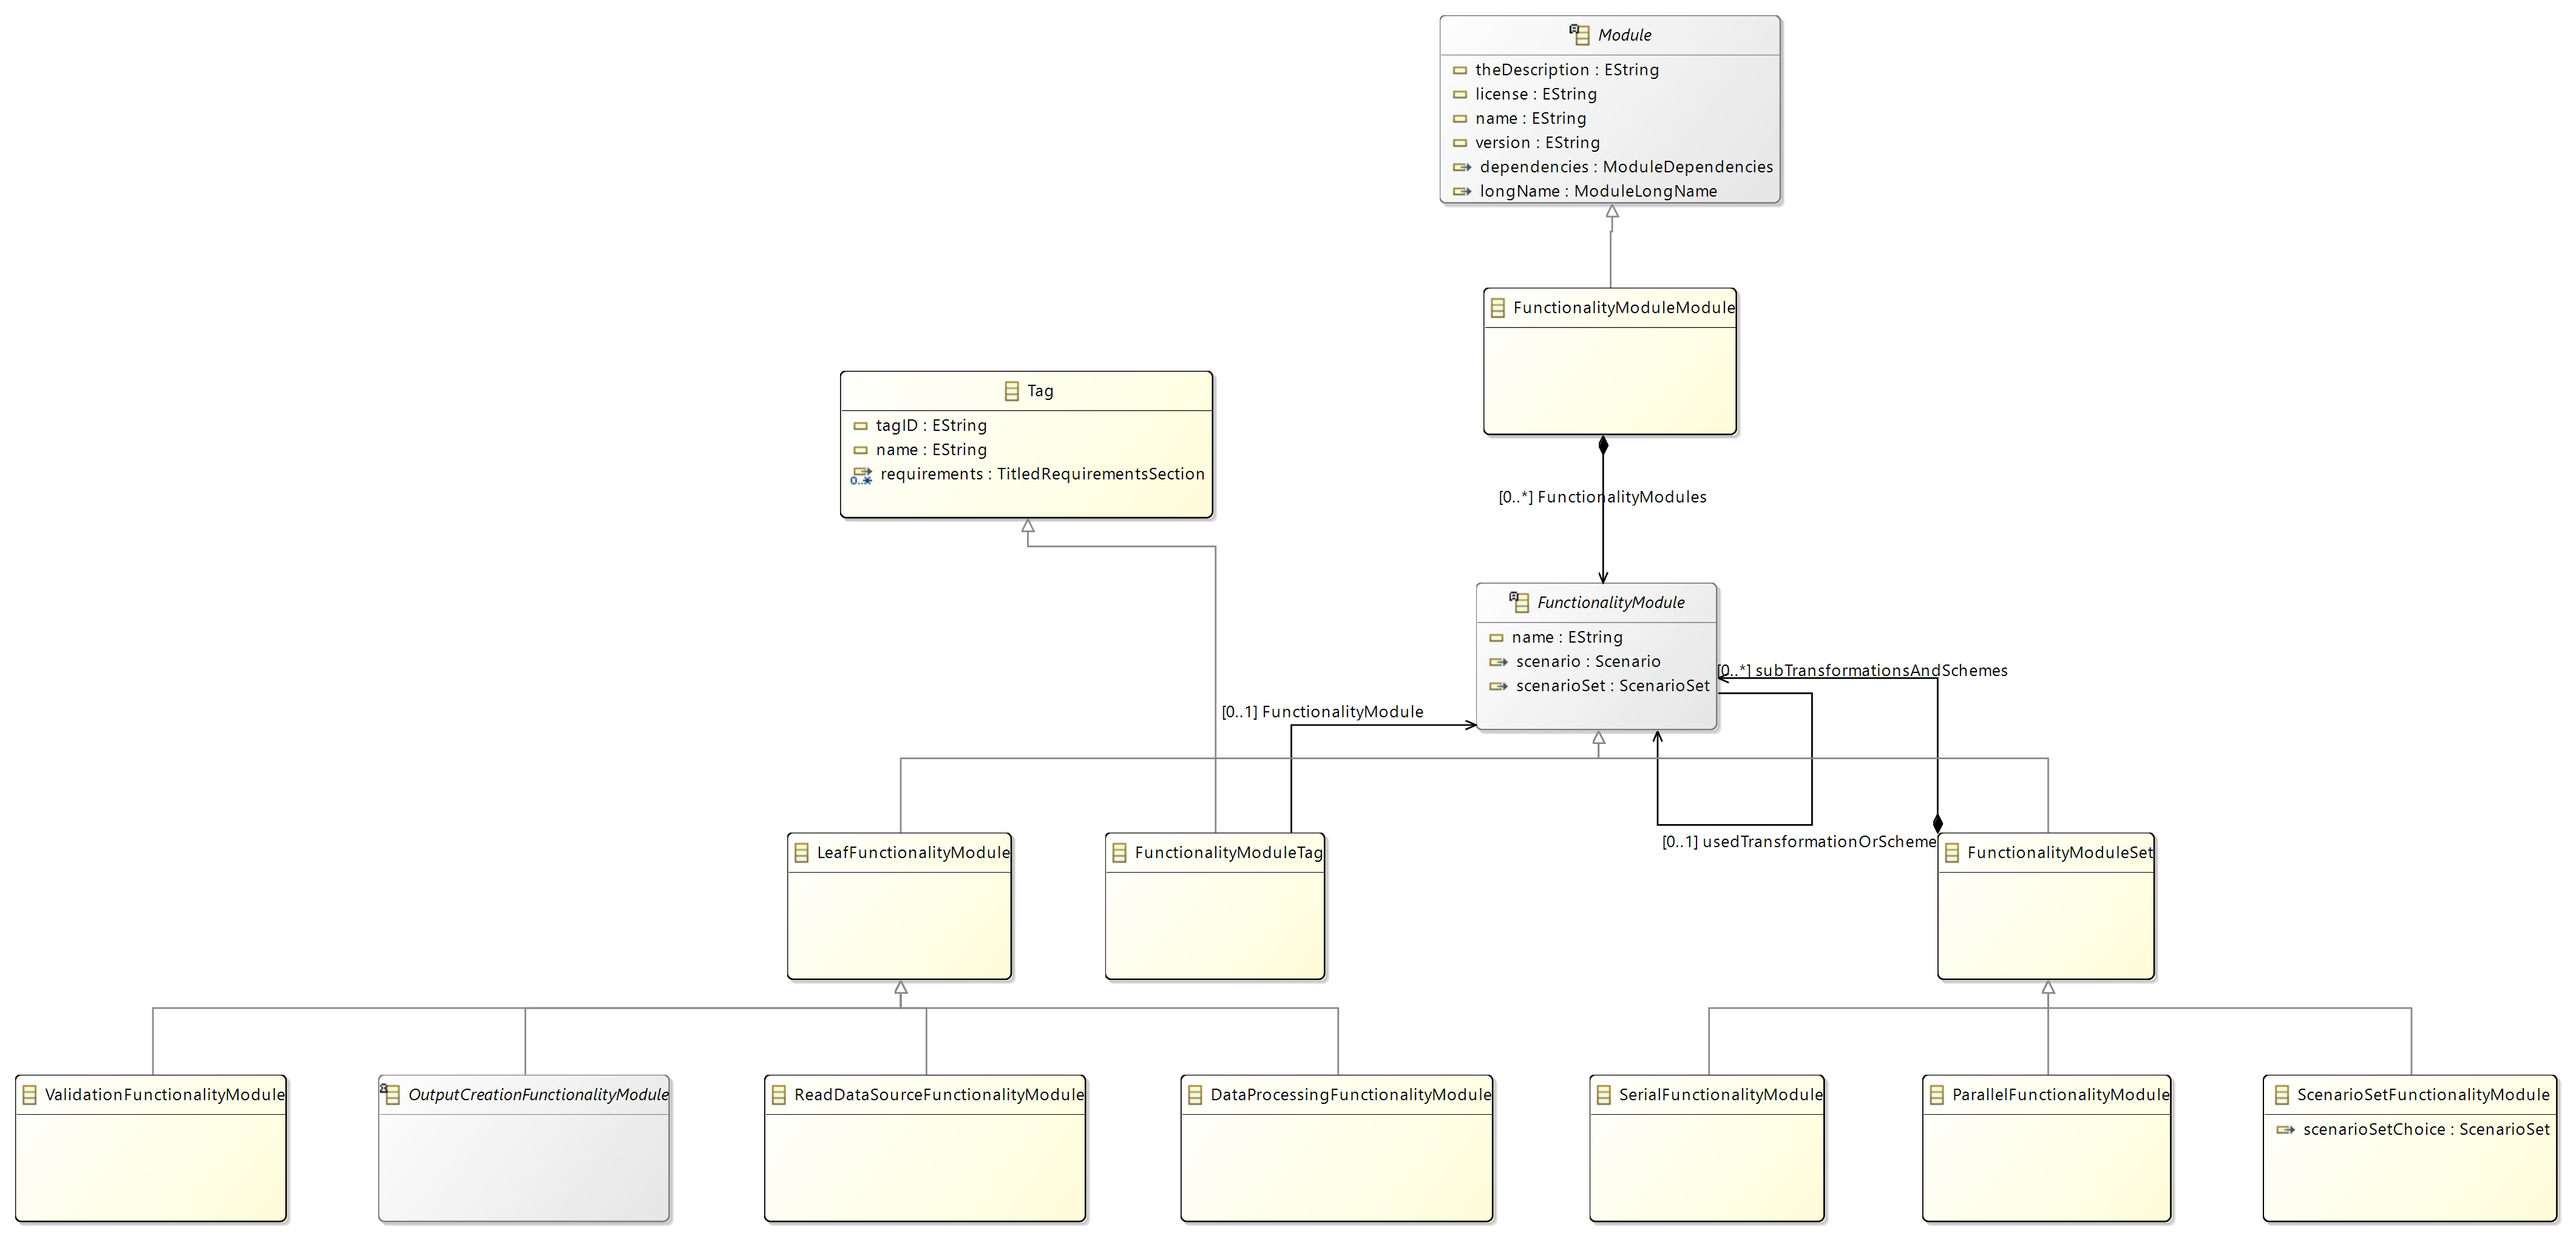 Module
theDescription : EString
license : EString
name : EString
version : EString
dependencies : ModuleDependencies
longName : ModuleLongName
FunctionalityModuleModule
Tag
tagID : EString
name : EString
0..* requirements : TitledRequirementsSection
[0..*] FunctionalityModules
FunctionalityModule
name : EString
scenario : Scenario
scenarioSet : ScenarioSet
[0..*] subTransformationsAndSchemes
[0..1] FunctionalityModule
[0..1] usedTransformationOrScheme
LeafFunctionalityModule
FunctionalityModuleTag
FunctionalityModuleSet
ValidationFunctionalityModule
OutputCreationFunctionalityModule
ReadDataSourceFunctionalityModule
DataProcessingFunctionalityModule
SerialFunctionalityModule
ParallelFunctionalityModule
ScenarioSetFunctionalityModule
scenarioSetChoice : ScenarioSet